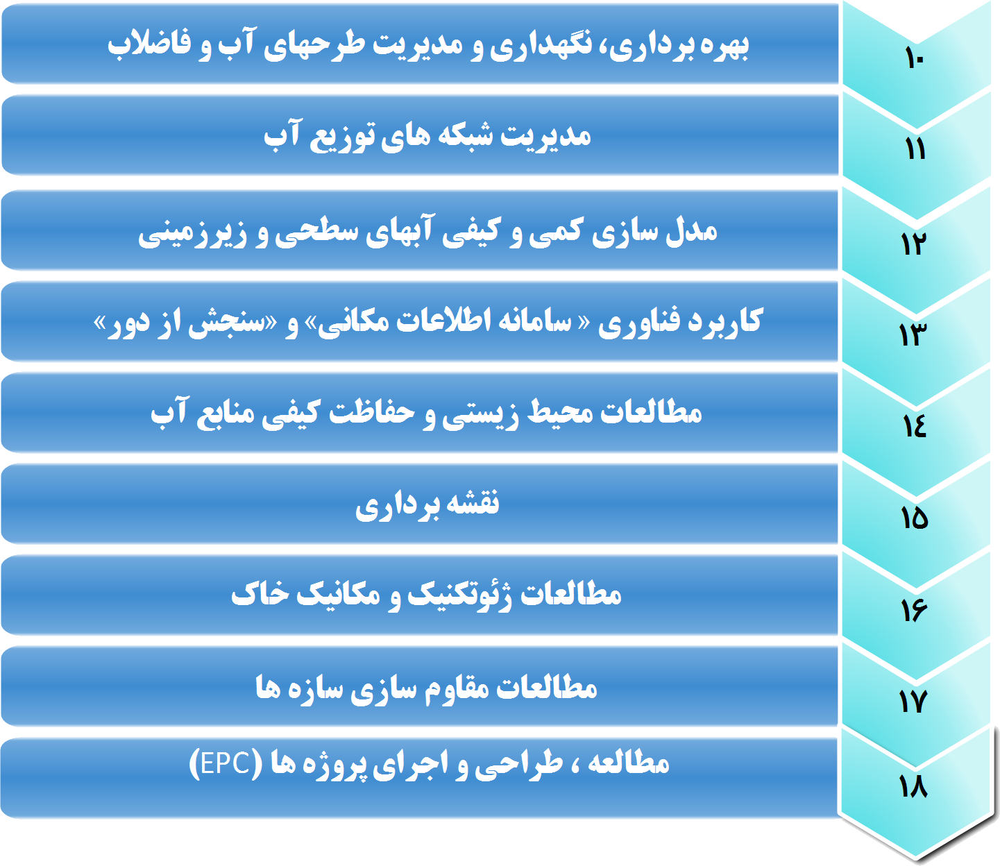 ۱۰ بهره برداری، نگهداری و مدیریت طرحهای آب و فاضلاب
۱۱ مدیریت شبکه های توزیع آب
۱۲ مدل سازی کمی و کیفی آبهای سطحی و زیرزمینی
۱۳ کاربرد فناوری « سامانه اطلاعات مکانی» و «سنجش از دور»
۱٤ مطالعات محیط زیستی و حفاظت کیفی منابع آب
۱۵ نقشه برداری
۱۶ مطالعات ژئوتکنیک و مکانیک خاک
۱۷ مطالعات مقاوم سازی سازه ها
۱۸ مطالعه ، طراحی و اجرای پروژه ها (EPC)